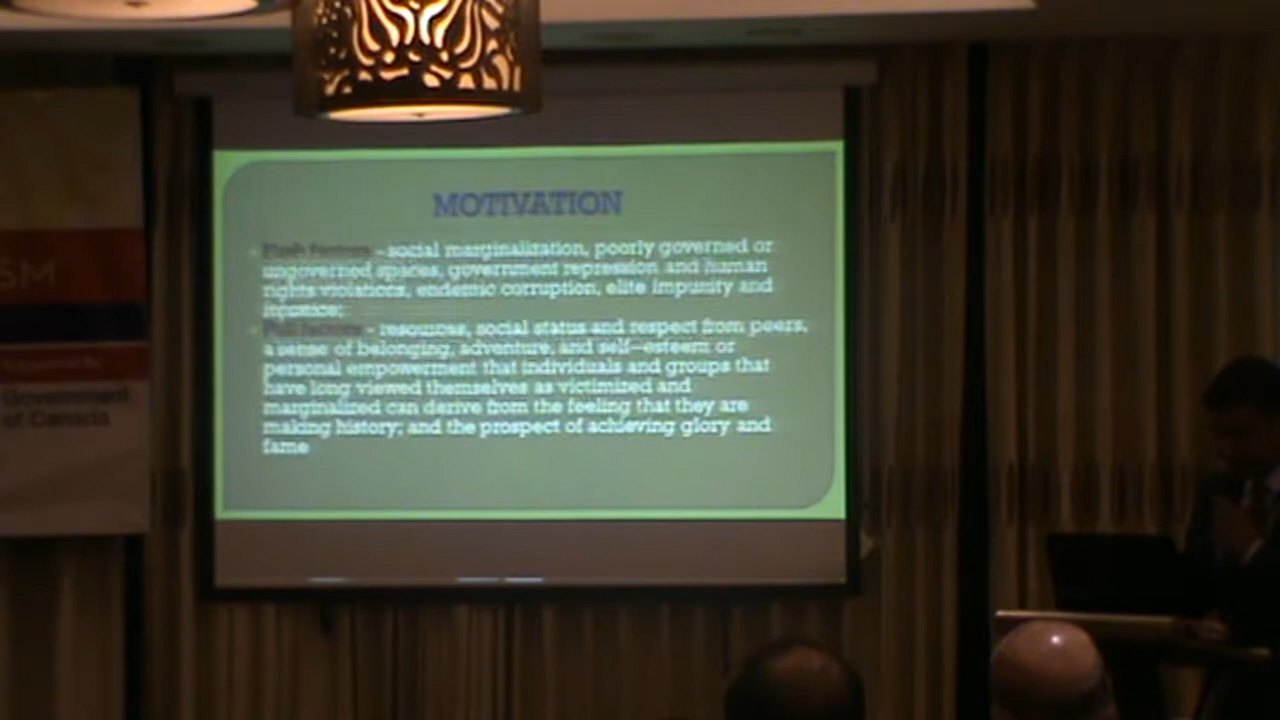 MOTIVATION
Push factors - social marginalization, poorly governed or
ungoverned spaces, government repression and human
rights violations, endemic corruption, elite impunity and
injustice;
Pull factors - resources, social status and respect from peers,
a sense of belonging, adventure, and self-esteem or
personal empowerment that individuals and groups that
have long viewed themselves as victimized and
marginalized can derive from the feeling that they are
making history; and the prospect of achieving glory and
fame
SM
Government
of Canada